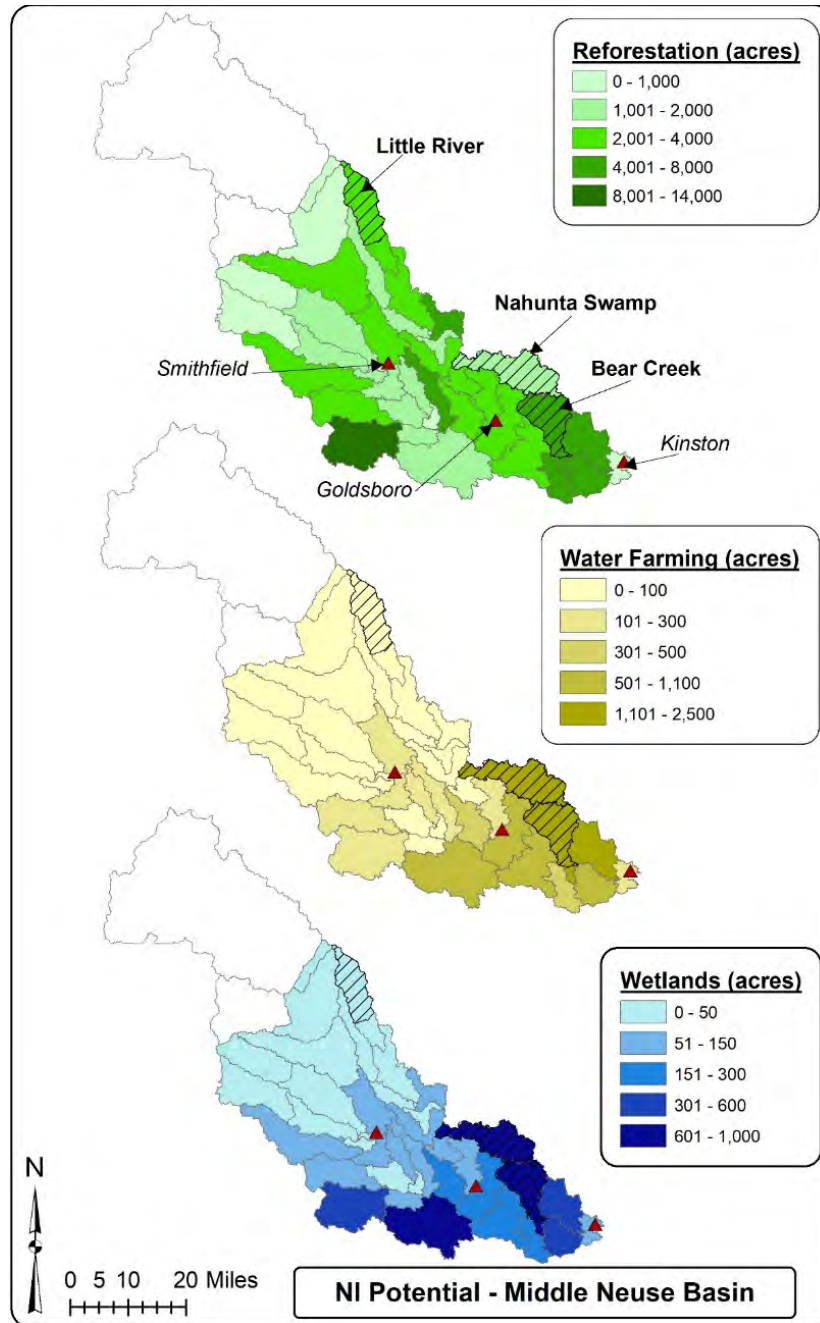 Reforestation (acres)
0 - 1,000
1,001 - 2,000
2,001 - 4,000
4,001 - 8,000
8,001 - 14,000
Little River
Nahunta Swamp
Smithfield
Bear Creek
Kinston
Goldsboro
Water Farming (acres)
0 - 100
101 - 300
301 - 500
501 - 1,100
1,101 - 2,500
Wetlands (acres)
0 - 50
51 - 150
151 - 300
301 - 600
601 - 1,000
N
0 5 10 20 Miles
NI Potential - Middle Neuse Basin